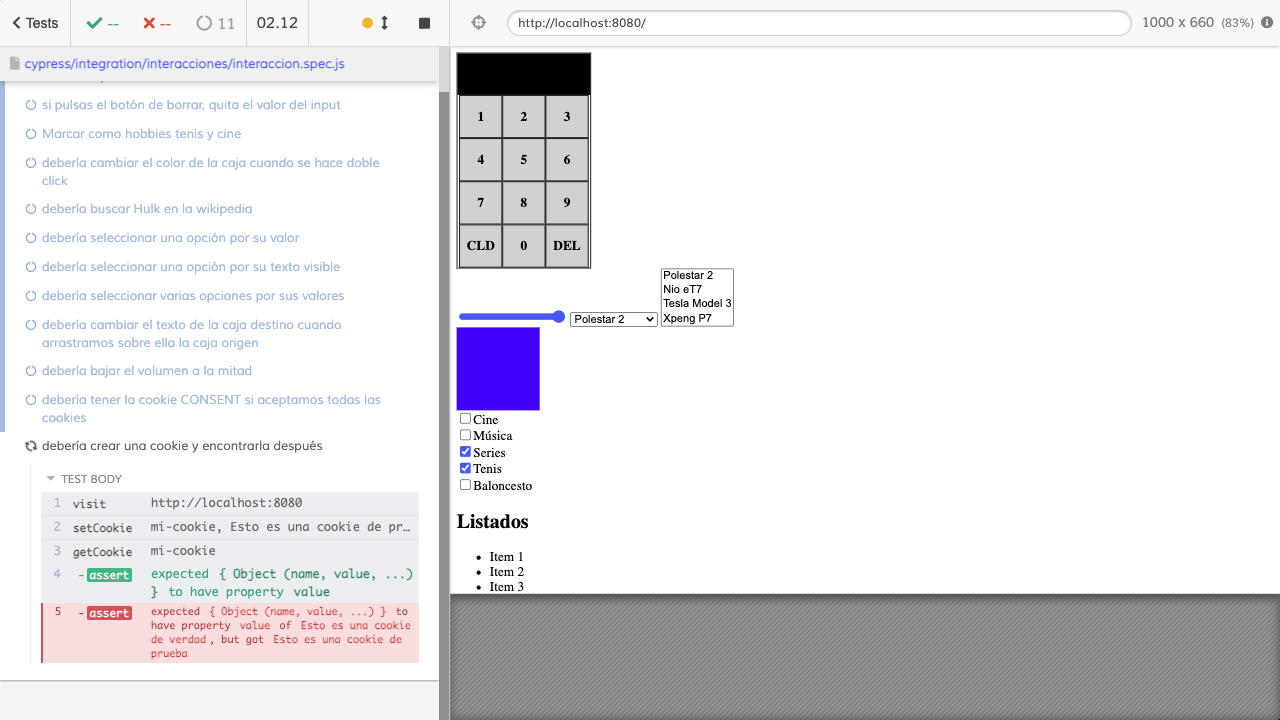 Tests
--
--
11
02.12
http://localhost:8080/
1000 x 660 (83%)
cypress/integration/interacciones/interaccion.spec.js
si pulsas el botón de borrar, quita el valor del input
Marcar como hobbies tenis y cine
debería cambiar el color de la caja cuando se hace doble
click
debería buscar Hulk en la wikipedia
debería seleccionar una opción por su valor
debería seleccionar una opción por su texto visible
debería seleccionar varias opciones por sus valores
debería cambiar el texto de la caja destino cuando
arrastramos sobre ella la caja origen
debería bajar el volumen a la mitad
debería tener la cookie CONSENT si aceptamos todas las
cookies
debería crear una cookie y encontrarla después
TEST BODY
1 visit http://localhost:8080
2 setCookie mi-cookie, Esto es una cookie de pr…
3 getCookie mi-cookie
4 -assert expected { Object (name, value, ...)
} to have property value
5 -assert expected { Object (name, value, ...) } to
have property value of Esto es una cookie
de verdad, but got Esto es una cookie de
prueba
1 2 3
4 5 6
7 8 9
CLD 0 DEL
Polestar 2
Polestar 2
Nio eT7
Tesla Model 3
Xpeng P7
Cine
Música
Series
Tenis
Baloncesto
Listados
Item 1
Item 2
Item 3